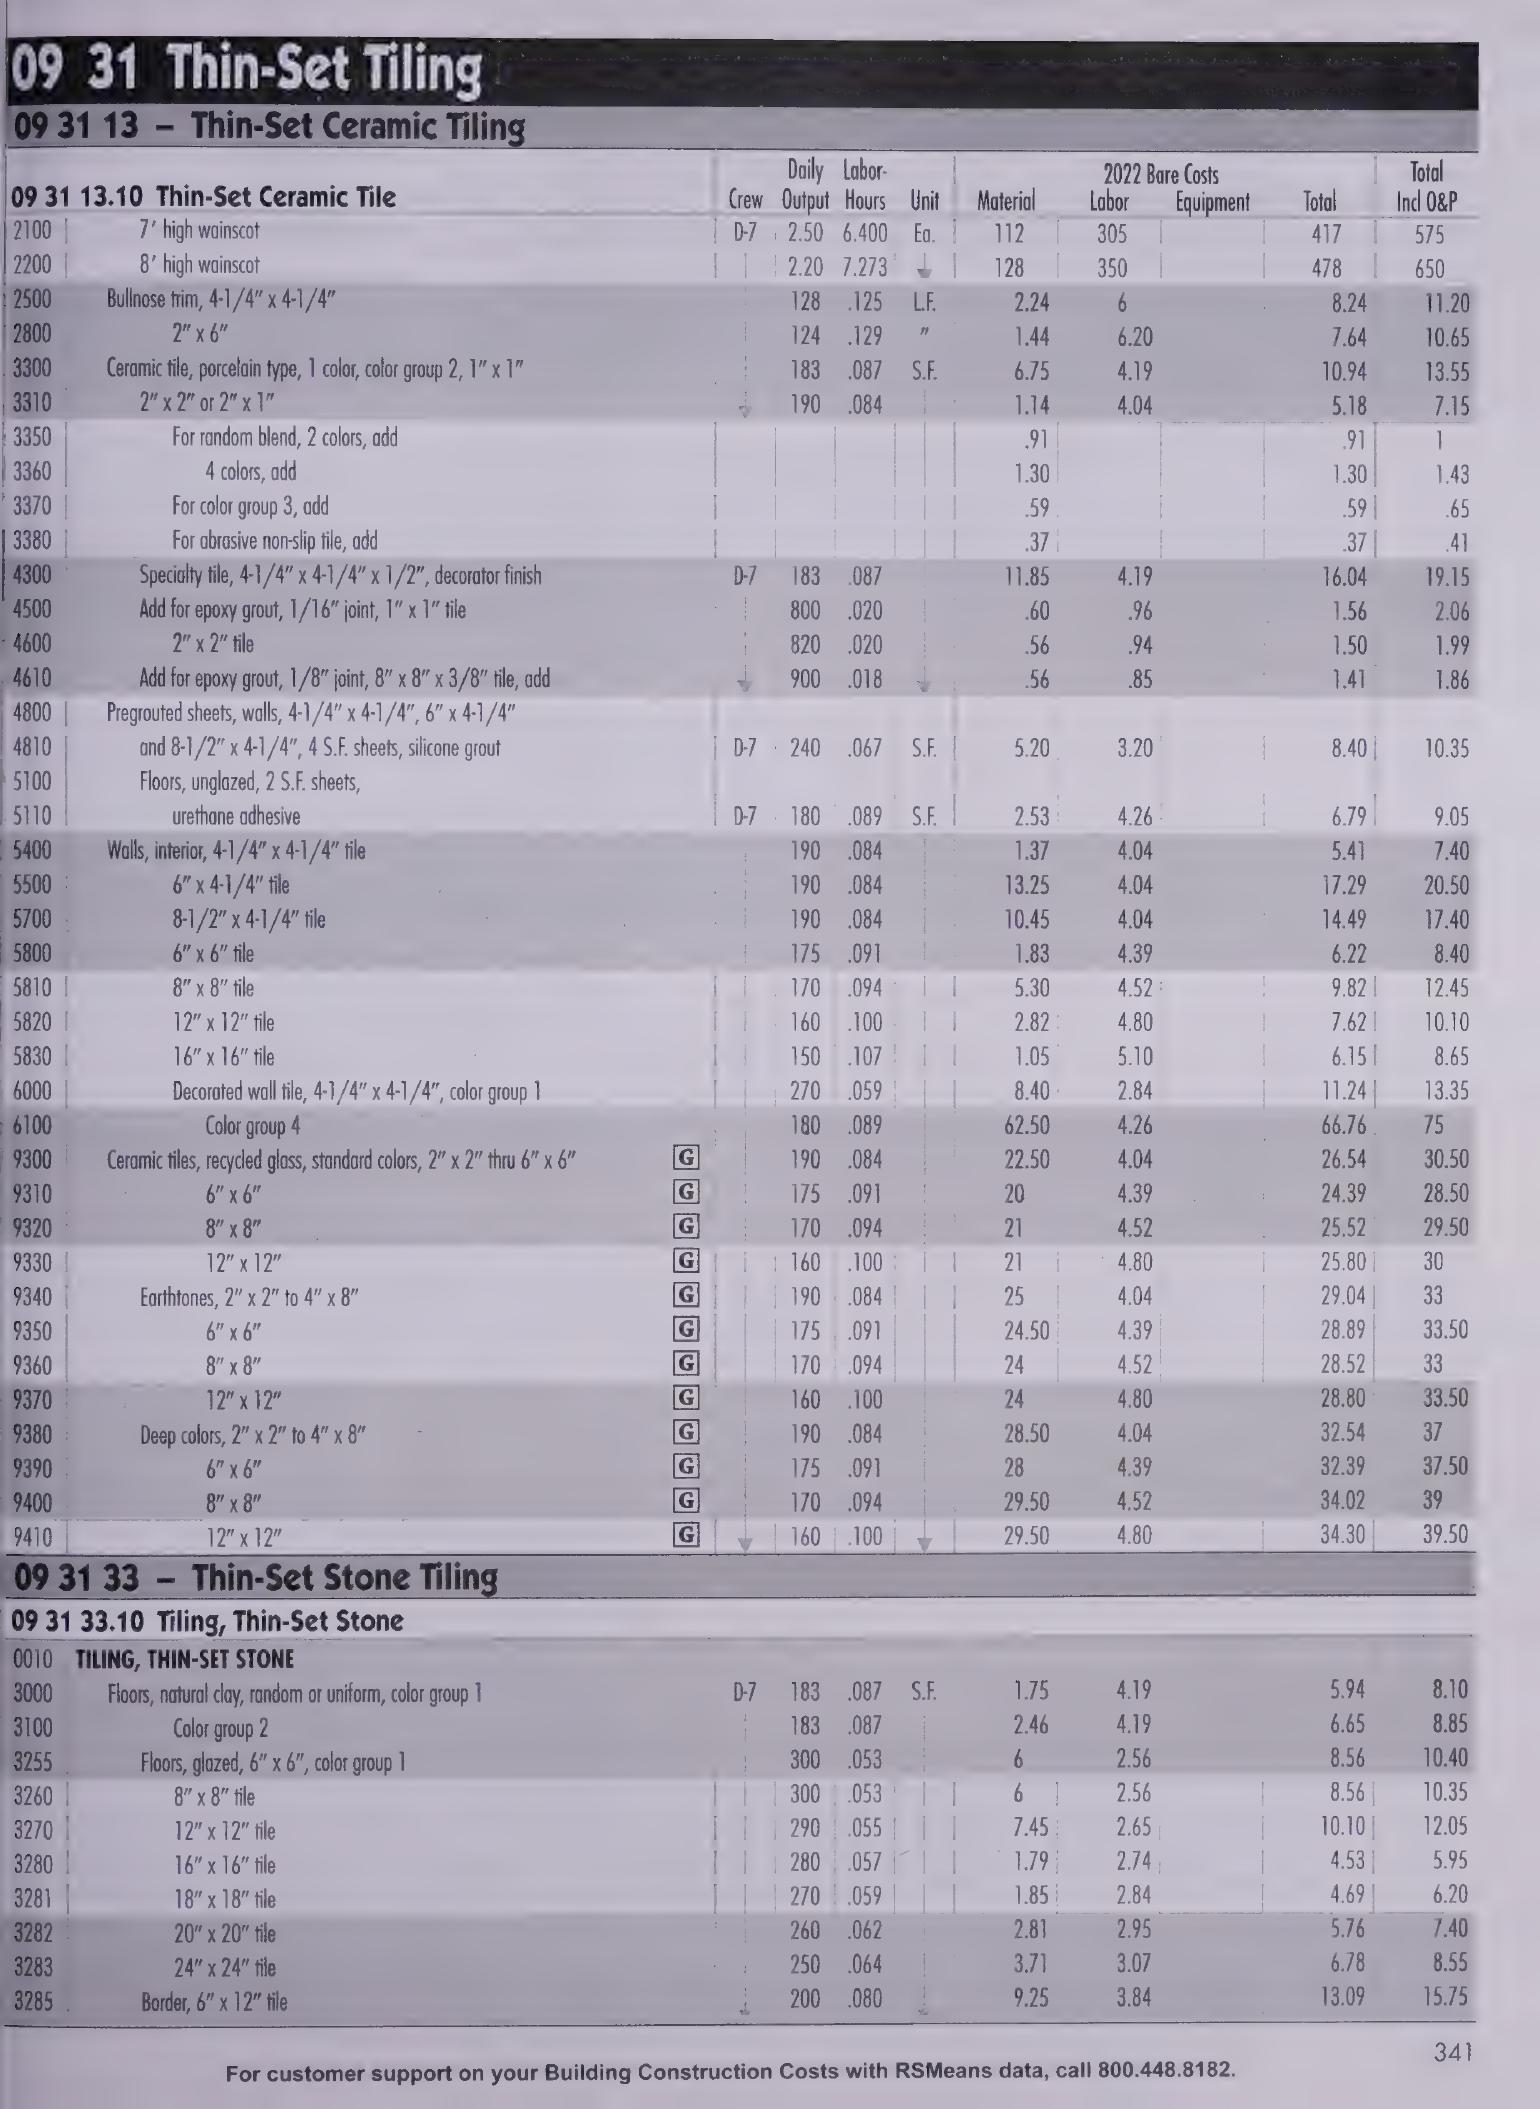 09 31 Thin-Set Tiling
09 31 13 – Thin-Set Ceramic Tiling
Daily Labor- 2022 Bare Costs Total
09 31 13.10 Thin-Set Ceramic Tile Crew Output Hours Unit Material Labor Equipment Total Incl O&P
2100 7′ high wainscot D-7 2.50 6.400 Ea. 112 305 417 575
2200 8′ high wainscot 2.20 7.273 128 350 478 650
2500 Bullnose trim, 4-1/4″ x 4-1/4″ 128 .125 L.F. 2.24 6 8.24 11.20
2800 2″ x 6″ 124 .129 ″ 1.44 6.20 7.64 10.65
3300 Ceramic tile, porcelain type, 1 color, color group 2, 1″ x 1″ 183 .087 S.F. 6.75 4.19 10.94 13.55
3310 2″ x 2″ or 2″ x 1″ 190 .084 1.14 4.04 5.18 7.15
3350 For random blend, 2 colors, add .91 .91 1
3360 4 colors, add 1.30 1.30 1.43
3370 For color group 3, add .59 .59 .65
3380 For abrasive non-slip tile, add .37 .37 .41
4300 Specialty tile, 4-1/4″ x 4-1/4″ x 1/2″, decorator finish D-7 183 .087 11.85 4.19 16.04 19.15
4500 Add for epoxy grout, 1/16″ joint, 1″ x 1″ tile 800 .020 .60 .96 1.56 2.06
4600 2″ x 2″ tile 820 .020 .56 .94 1.50 1.99
4610 Add for epoxy grout, 1/8″ joint, 8″ x 8″ x 3/8″ tile, add 900 .018 .56 .85 1.41 1.86
4800 Pregrouted sheets, walls, 4-1/4″ x 4-1/4″, 6″ x 4-1/4″
4810 and 8-1/2″ x 4-1/4″, 4 S.F. sheets, silicone grout D-7 240 .067 S.F. 5.20 3.20 8.40 10.35
5100 Floors, unglazed, 2 S.F. sheets,
5110 urethane adhesive D-7 180 .089 S.F. 2.53 4.26 6.79 9.05
5400 Walls, interior, 4-1/4″ x 4-1/4″ tile 190 .084 1.37 4.04 5.41 7.40
5500 6″ x 4-1/4″ tile 190 .084 13.25 4.04 17.29 20.50
5700 8-1/2″ x 4-1/4″ tile 190 .084 10.45 4.04 14.49 17.40
5800 6″ x 6″ tile 175 .091 1.83 4.39 6.22 8.40
5810 8″ x 8″ tile 170 .094 5.30 4.52 9.82 12.45
5820 12″ x 12″ tile 160 .100 2.82 4.80 7.62 10.10
5830 16″ x 16″ tile 150 .107 1.05 5.10 6.15 8.65
6000 Decorated wall tile, 4-1/4″ x 4-1/4″, color group 1 270 .059 8.40 2.84 11.24 13.35
6100 Color group 4 180 .089 62.50 4.26 66.76 75
9300 Ceramic tiles, recycled glass, standard colors, 2″ x 2″ thru 6″ x 6″ G 190 .084 22.50 4.04 26.54 30.50
9310 6″ x 6″ G 175 .091 20 4.39 24.39 28.50
9320 8″ x 8″ G 170 .094 21 4.52 25.52 29.50
9330 12″ x 12″ G 160 .100 21 4.80 25.80 30
9340 Earthtones, 2″ x 2″ to 4″ x 8″ G 190 .084 25 4.04 29.04 33
9350 6″ x 6″ G 175 .091 24.50 4.39 28.89 33.50
9360 8″ x 8″ G 170 .094 24 4.52 28.52 33
9370 12″ x 12″ G 160 .100 24 4.80 28.80 33.50
9380 Deep colors, 2″ x 2″ to 4″ x 8″ G 190 .084 28.50 4.04 32.54 37
9390 6″ x 6″ G 175 .091 28 4.39 32.39 37.50
9400 8″ x 8″ G 170 .094 29.50 4.52 34.02 39
9410 12″ x 12″ G 160 .100 29.50 4.80 34.30 39.50
09 31 33 – Thin-Set Stone Tiling
09 31 33.10 Tiling, Thin-Set Stone
0010 TILING, THIN-SET STONE
3000 Floors, natural clay, random or uniform, color group 1 D-7 183 .087 S.F. 1.75 4.19 5.94 8.10
3100 Color group 2 183 .087 2.46 4.19 6.65 8.85
3255 Floors, glazed, 6″ x 6″, color group 1 300 .053 6 2.56 8.56 10.40
3260 8″ x 8″ tile 300 .053 6 2.56 8.56 10.35
3270 12″ x 12″ tile 290 .055 7.45 2.65 10.10 12.05
3280 16″ x 16″ tile 280 .057 1.79 2.74 4.53 5.95
3281 18″ x 18″ tile 270 .059 1.85 2.84 4.69 6.20
3282 20″ x 20″ tile 260 .062 2.81 2.95 5.76 7.40
3283 24″ x 24″ tile 250 .064 3.71 3.07 6.78 8.55
3285 Border, 6″ x 12″ tile 200 .080 9.25 3.84 13.09 15.75
341
For customer support on your Building Construction Costs with RSMeans data, call 800.448.8182.